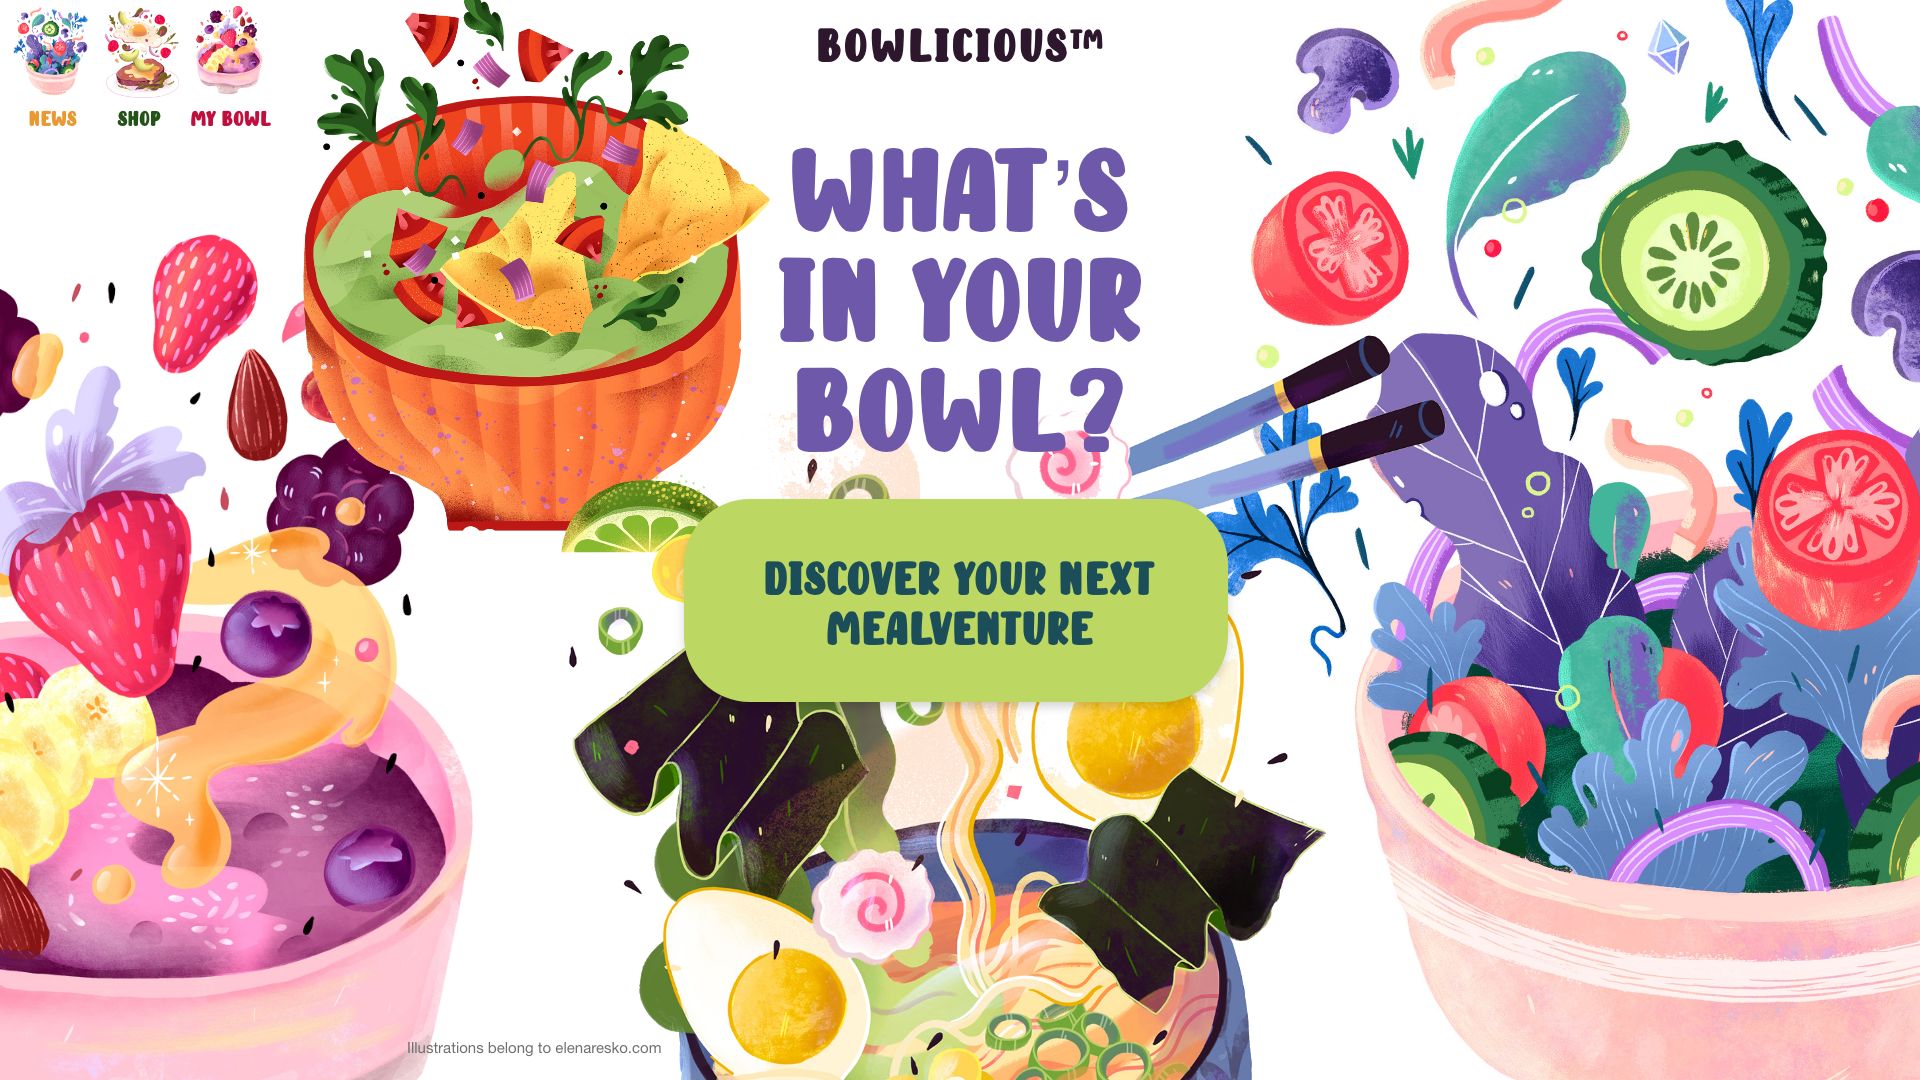 BOWLICIOUS™
NEWS
SHOP
MY BOWL
WHAT'S
IN YOUR
BOWL?
DISCOVER YOUR NEXT
MEALVENTURE
Illustrations belong to elenaresko.com